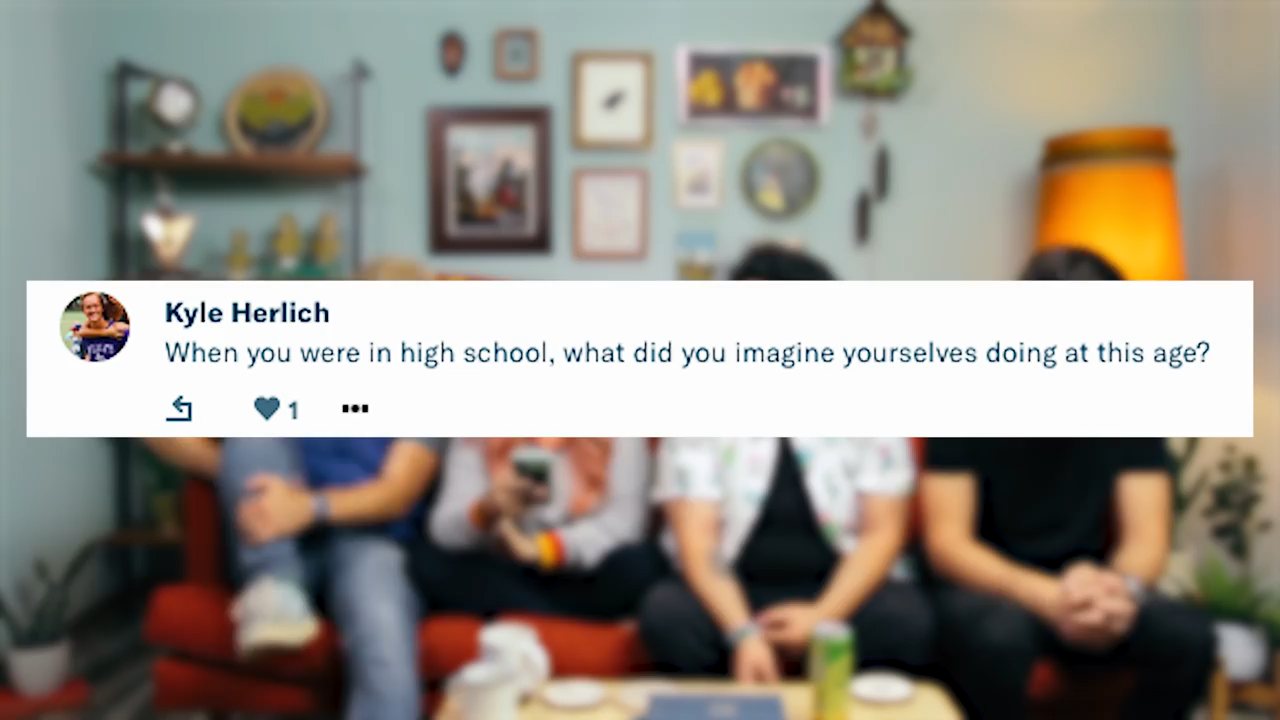 Kyle Herlich
When you were in high school, what did you imagine yourselves doing at this age?
1